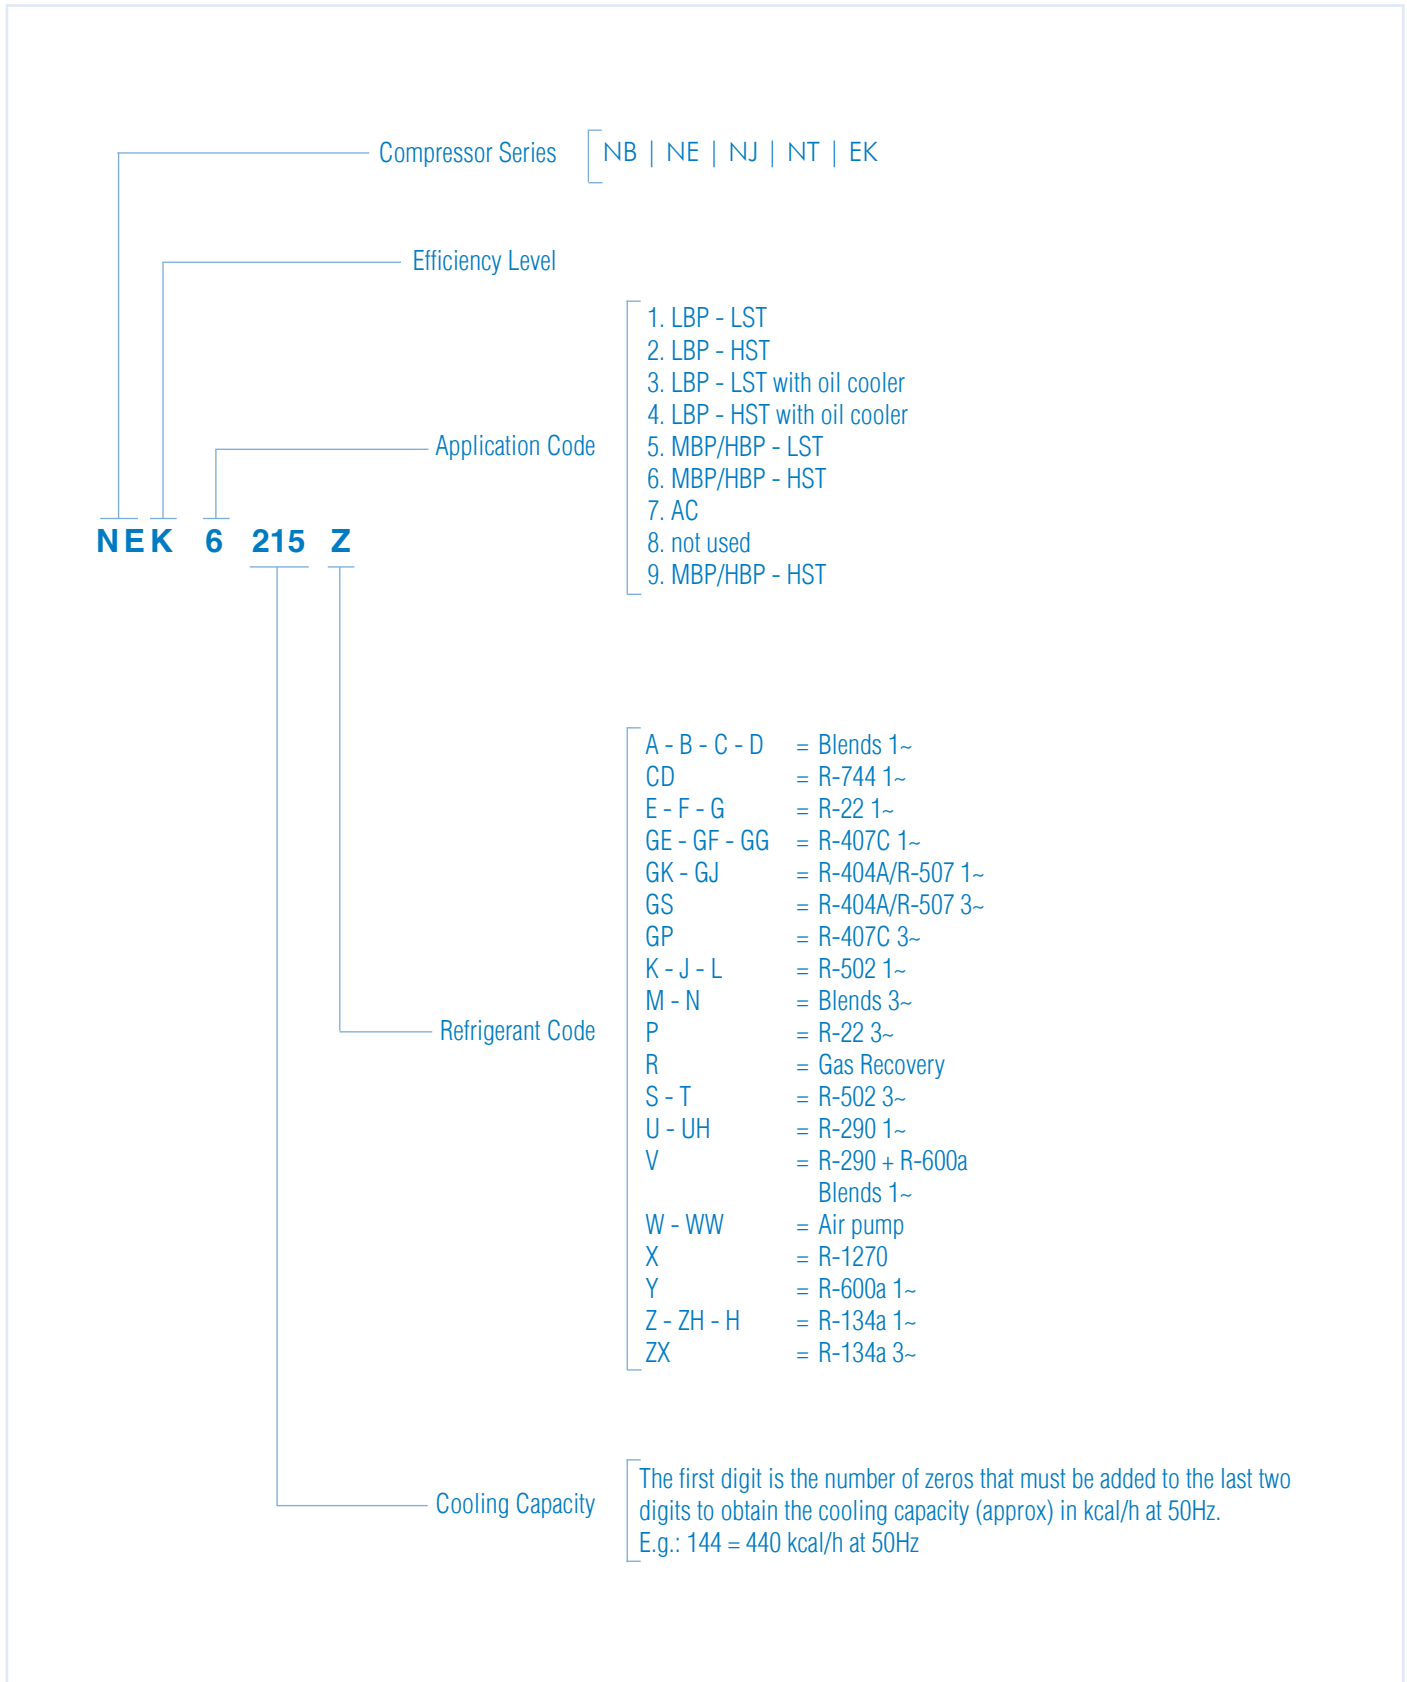 Compressor Series NB | NE | NJ | NT | EK
Efficiency Level
1. LBP - LST
2. LBP - HST
3. LBP - LST with oil cooler
4. LBP - HST with oil cooler
Application Code 5. MBP/HBP - LST
6. MBP/HBP - HST
7. AC
8. not used
9. MBP/HBP - HST
NEK 6 215 Z
A - B - C - D = Blends 1~
CD = R-744 1~
E - F - G = R-22 1~
GE - GF - GG = R-407C 1~
GK - GJ = R-404A/R-507 1~
GS = R-404A/R-507 3~
GP = R-407C 3~
K - J - L = R-502 1~
M - N = Blends 3~
Refrigerant Code P = R-22 3~
R = Gas Recovery
S - T = R-502 3~
U - UH = R-290 1~
V = R-290 + R-600a
Blends 1~
W - WW = Air pump
X = R-1270
Y = R-600a 1~
Z - ZH - H = R-134a 1~
ZX = R-134a 3~
The first digit is the number of zeros that must be added to the last two
Cooling Capacity digits to obtain the cooling capacity (approx) in kcal/h at 50Hz.
E.g.: 144 = 440 kcal/h at 50Hz